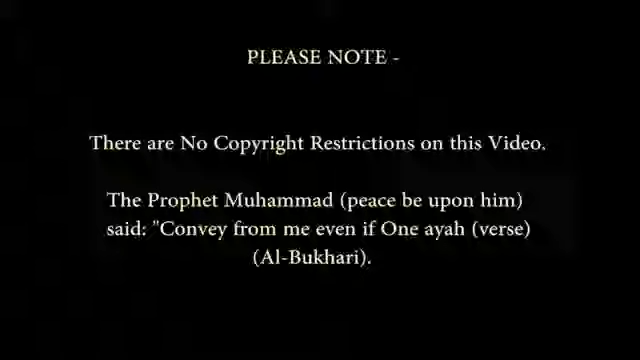 PLEASE NOTE -
There are No Copyright Restrictions on this Video.
The Prophet Muhammad (peace be upon him)
said: "Convey from me even if One ayah (verse)
(Al-Bukhari).